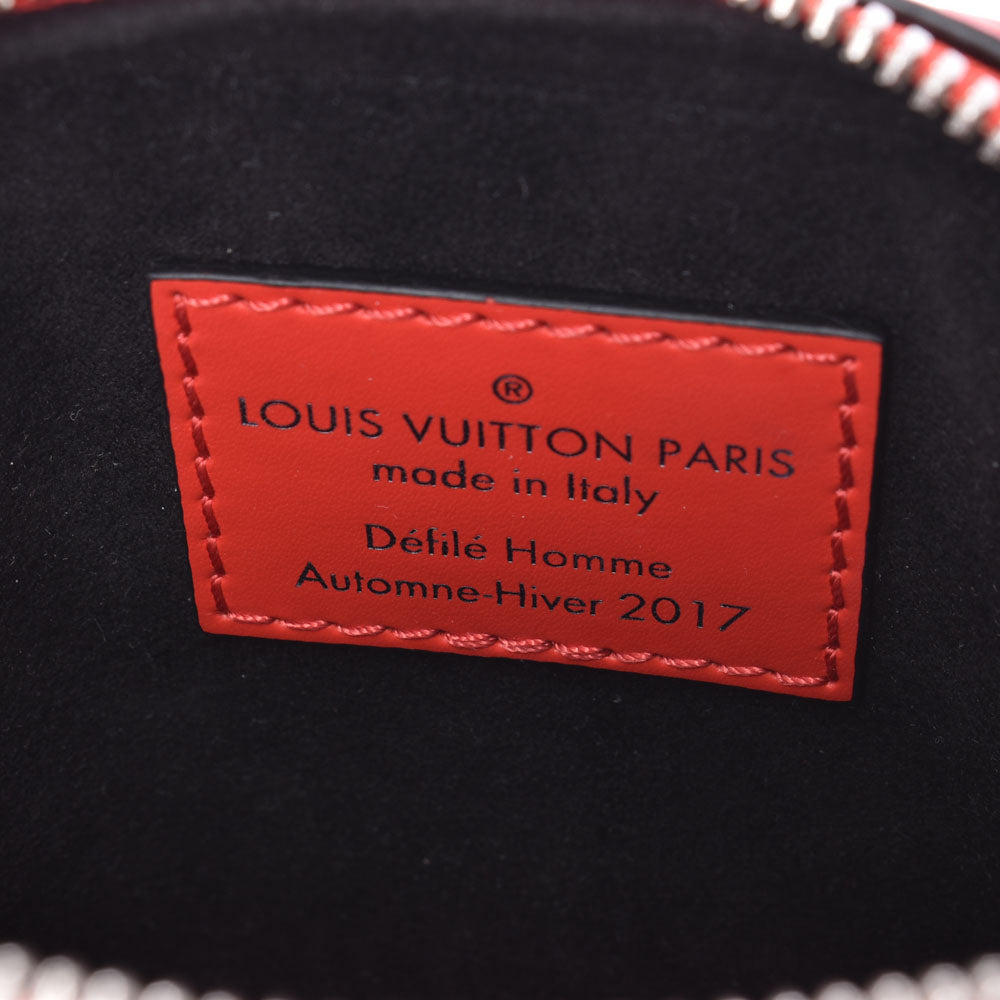 ®
LOUIS VUITTON PARIS
made in Italy
Défilé Homme
Automne-Hiver 2017